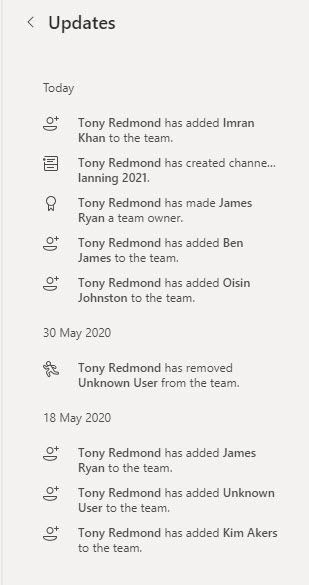 Updates
Today
Tony Redmond has added Imran
Khan to the team.
Tony Redmond has created channe...
lanning 2021.
Tony Redmond has made James
Ryan a team owner.
Tony Redmond has added Ben
James to the team.
Tony Redmond has added Oisin
Johnston to the team.
30 May 2020
Tony Redmond has removed
Unknown User from the team.
18 May 2020
Tony Redmond has added James
Ryan to the team.
Tony Redmond has added Unknown
User to the team.
Tony Redmond has added Kim Akers
to the team.